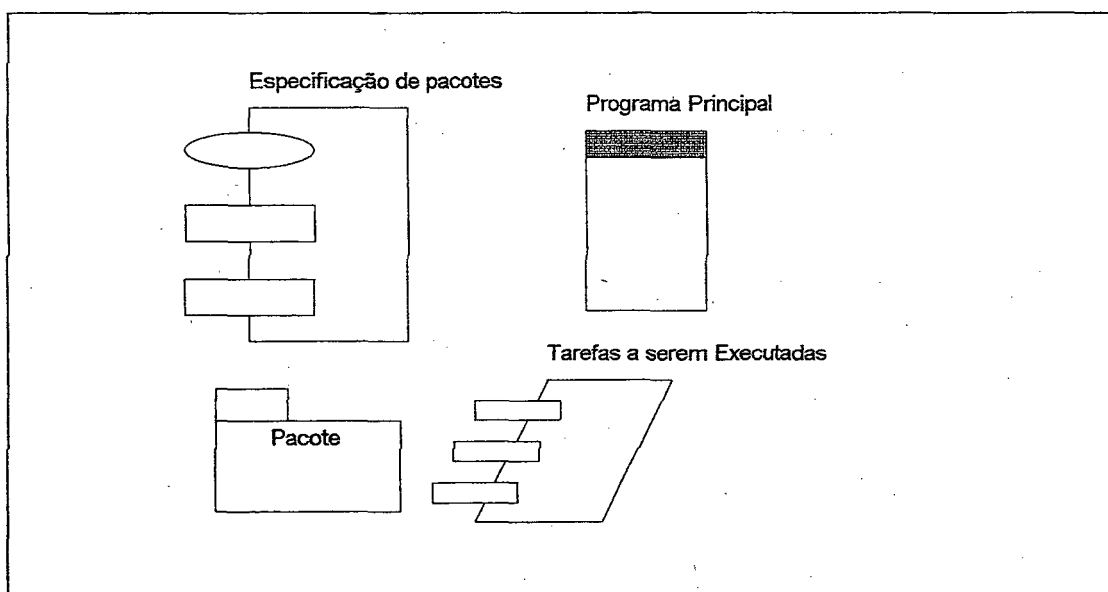 Especificação de pacotes
Programa Principal
Tarefas a serem Executadas
Pacote